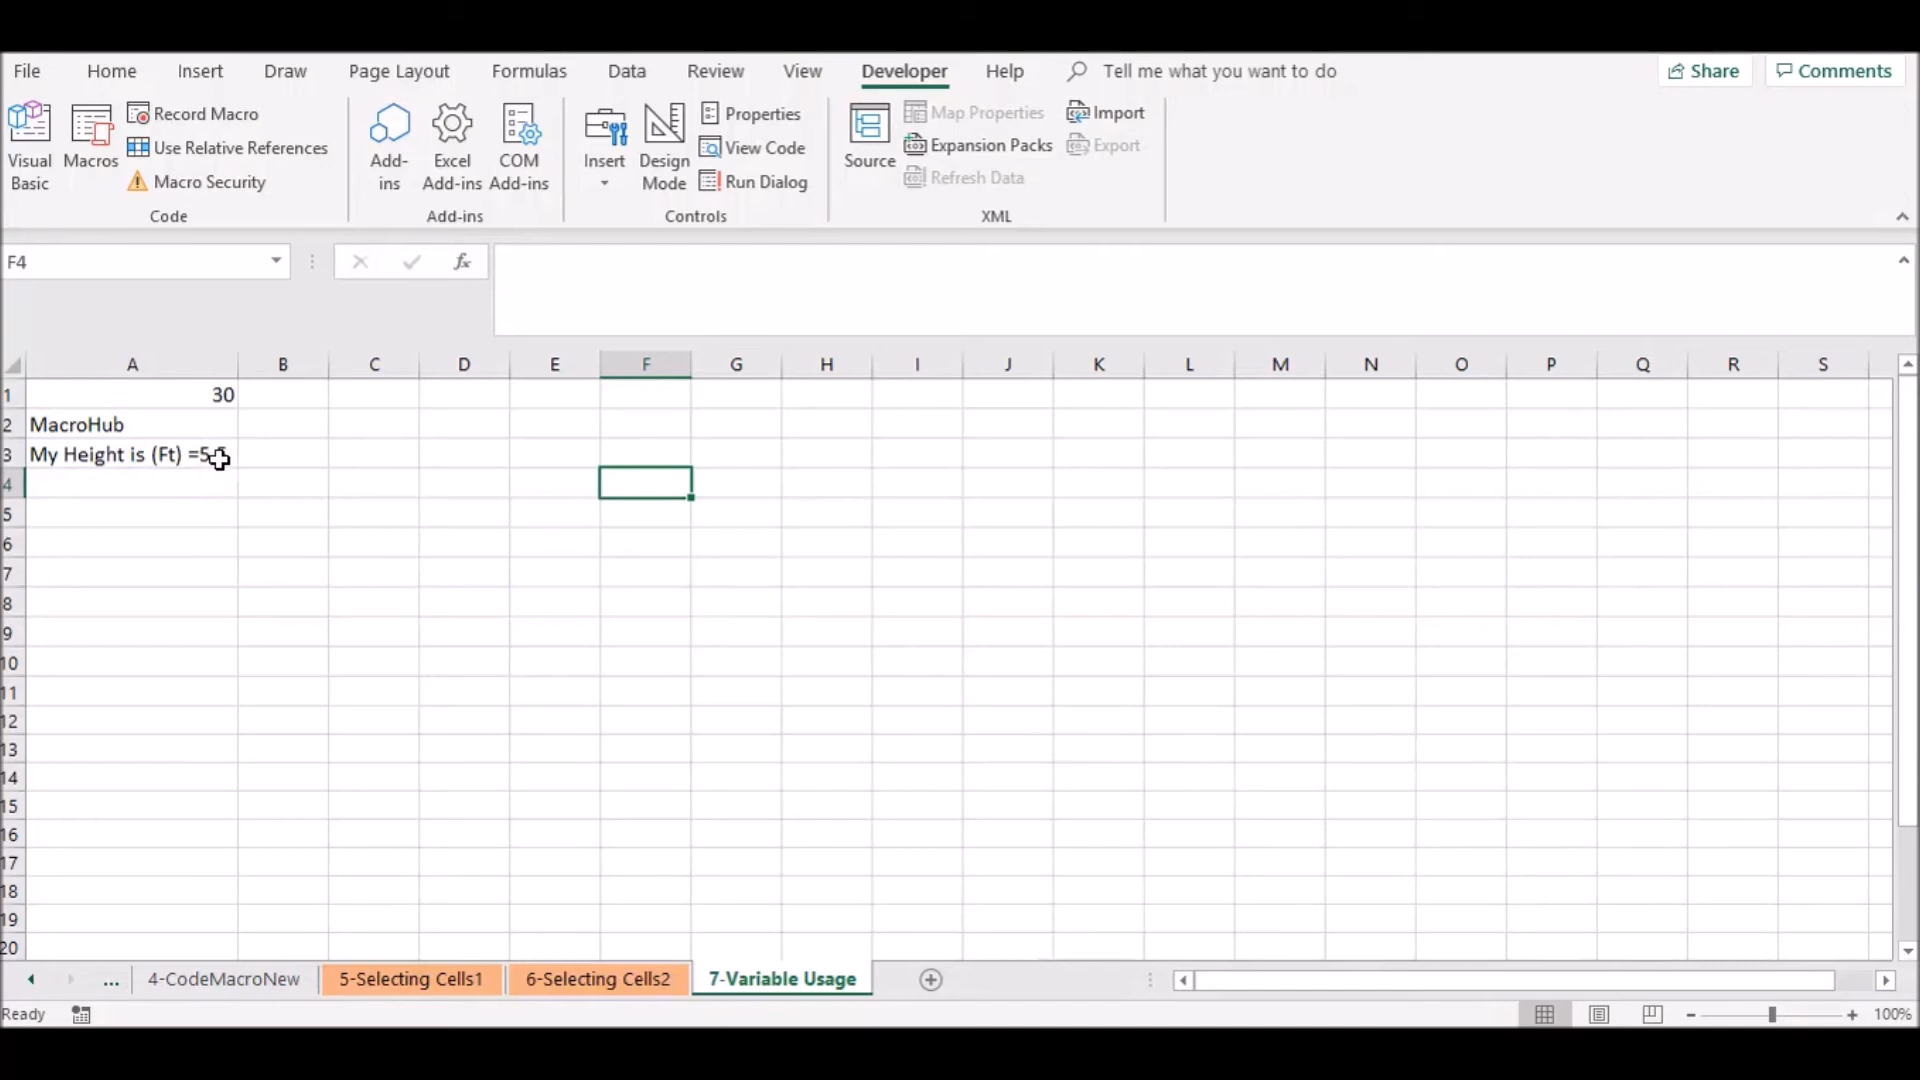 File Home Insert Draw Page Layout Formulas Data Review View Developer Help Tell me what you want to do Share Comments
Visual Basic
Macros
Record Macro
Use Relative References
Macro Security
Code
Add-ins
Excel Add-ins
COM Add-ins
Add-ins
Insert
Design Mode
Properties
View Code
Run Dialog
Controls
Source
Map Properties
Expansion Packs
Refresh Data
Import
Export
XML
F4
fx
A B C D E F G H I J K L M N O P Q R S
1 30
2 MacroHub
3 My Height is (Ft) =5
4
5
6
7
8
9
10
11
12
13
14
15
16
17
18
19
20
... 4-CodeMacroNew 5-Selecting Cells1 6-Selecting Cells2 7-Variable Usage
Ready 100%